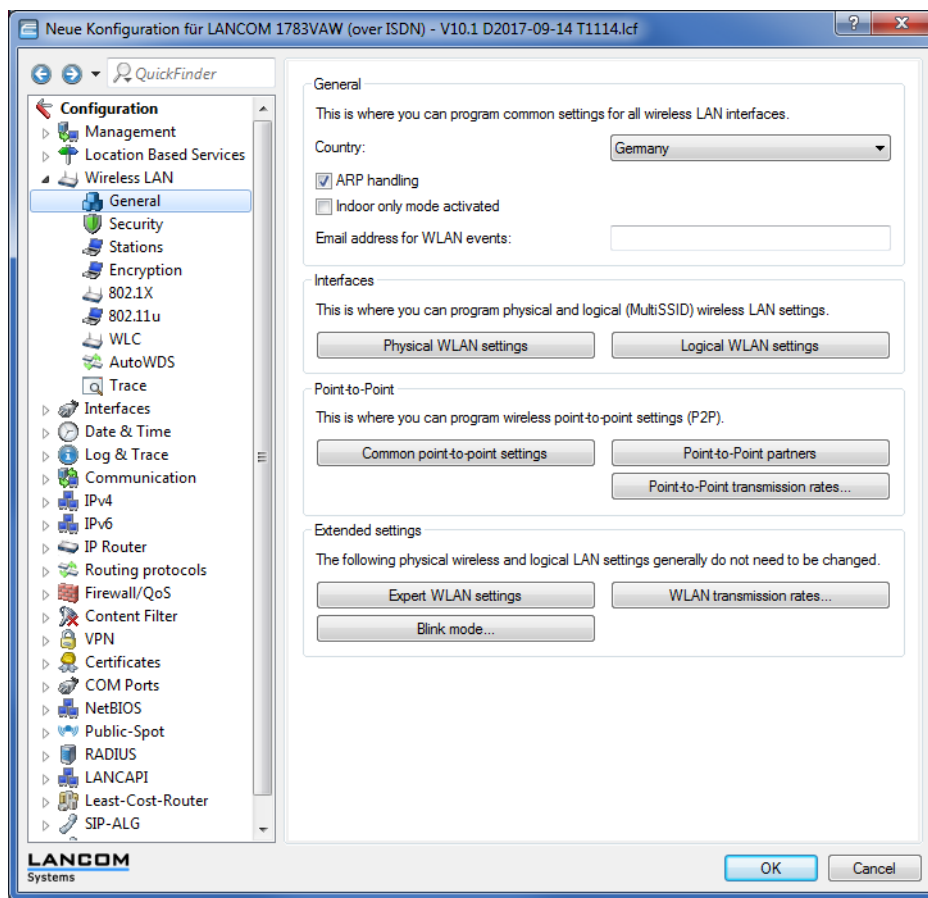 Neue Konfiguration für LANCOM 1783VAW (over ISDN) - V10.1 D2017-09-14 T1114.lcf
QuickFinder
Configuration
Management
Location Based Services
Wireless LAN
General
Security
Stations
Encryption
802.1X
802.11u
WLC
AutoWDS
Trace
Interfaces
Date & Time
Log & Trace
Communication
IPv4
IPv6
IP Router
Routing protocols
Firewall/QoS
Content Filter
VPN
Certificates
COM Ports
NetBIOS
Public-Spot
RADIUS
LANCAPI
Least-Cost-Router
SIP-ALG
General
This is where you can program common settings for all wireless LAN interfaces.
Country: Germany
ARP handling
Indoor only mode activated
Email address for WLAN events:
Interfaces
This is where you can program physical and logical (MultiSSID) wireless LAN settings.
Physical WLAN settings Logical WLAN settings
Point-to-Point
This is where you can program wireless point-to-point settings (P2P).
Common point-to-point settings Point-to-Point partners
Point-to-Point transmission rates...
Extended settings
The following physical wireless and logical LAN settings generally do not need to be changed.
Expert WLAN settings WLAN transmission rates...
Blink mode...
LANCOM
Systems
OK Cancel